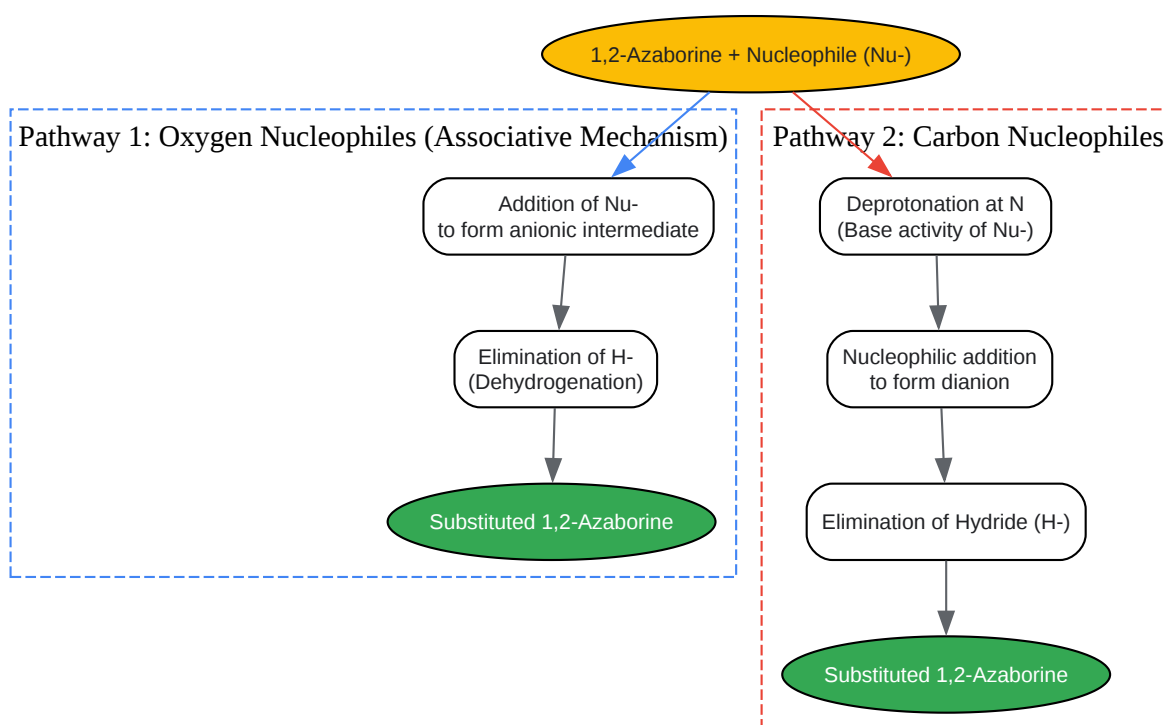 1,2-Azaborine + Nucleophile (Nu-)
Pathway 1: Oxygen Nucleophiles (Associative Mechanism)
Addition of Nu-
to form anionic intermediate
Elimination of H-
(Dehydrogenation)
Substituted 1,2-Azaborine
Pathway 2: Carbon Nucleophiles
Deprotonation at N
(Base activity of Nu-)
Nucleophilic addition
to form dianion
Elimination of Hydride (H-)
Substituted 1,2-Azaborine